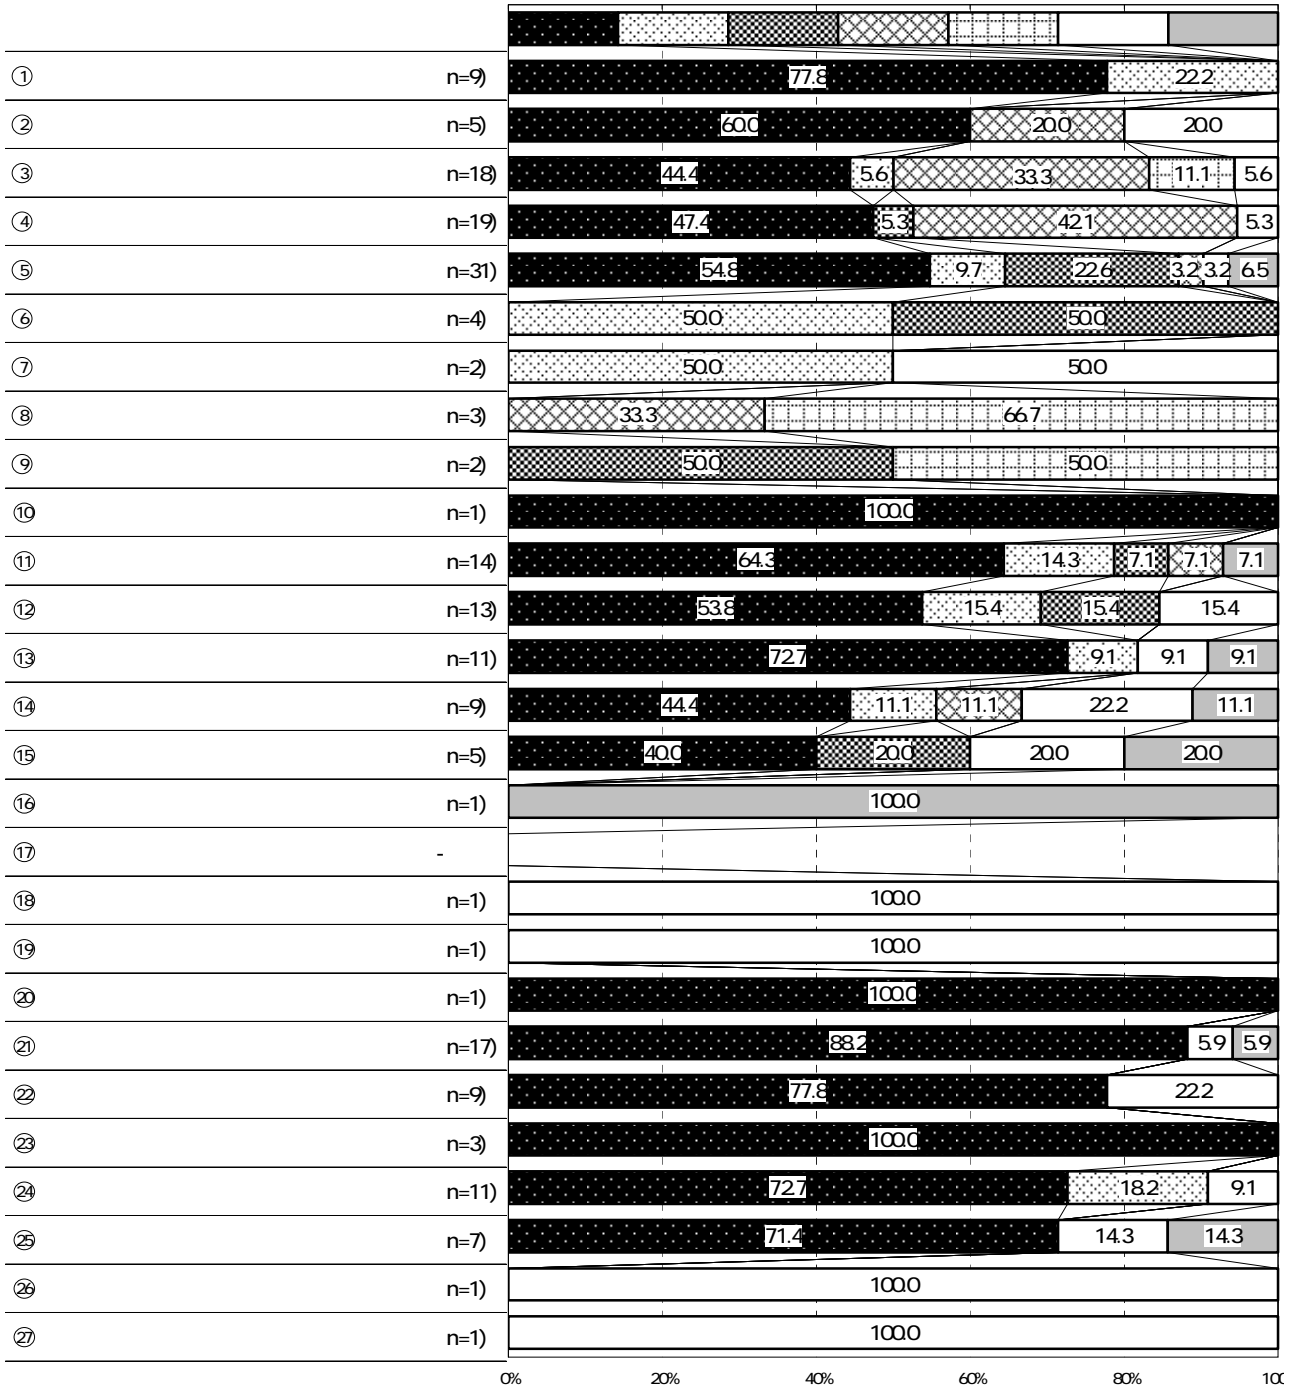 ① n=9) 77.8 22.2
② n=5) 60.0 20.0 20.0
③ n=18) 44.4 5.6 33.3 11.1 5.6
④ n=19) 47.4 5.3 42.1 5.3
⑤ n=31) 54.8 9.7 22.6 3.2 3.2 6.5
⑥ n=4) 50.0 50.0
⑦ n=2) 50.0 50.0
⑧ n=3) 33.3 66.7
⑨ n=2) 50.0 50.0
⑩ n=1) 100.0
⑪ n=14) 64.3 14.3 7.1 7.1 7.1
⑫ n=13) 53.8 15.4 15.4 15.4
⑬ n=11) 72.7 9.1 9.1 9.1
⑭ n=9) 44.4 11.1 11.1 22.2 11.1
⑮ n=5) 40.0 20.0 20.0 20.0
⑯ n=1) 100.0
⑰ -
⑱ n=1) 100.0
⑲ n=1) 100.0
⑳ n=1) 100.0
㉑ n=17) 88.2 5.9 5.9
㉒ n=9) 77.8 22.2
㉓ n=3) 100.0
㉔ n=11) 72.7 18.2 9.1
㉕ n=7) 71.4 14.3 14.3
㉖ n=1) 100.0
㉗ n=1) 100.0
0% 20% 40% 60% 80% 100